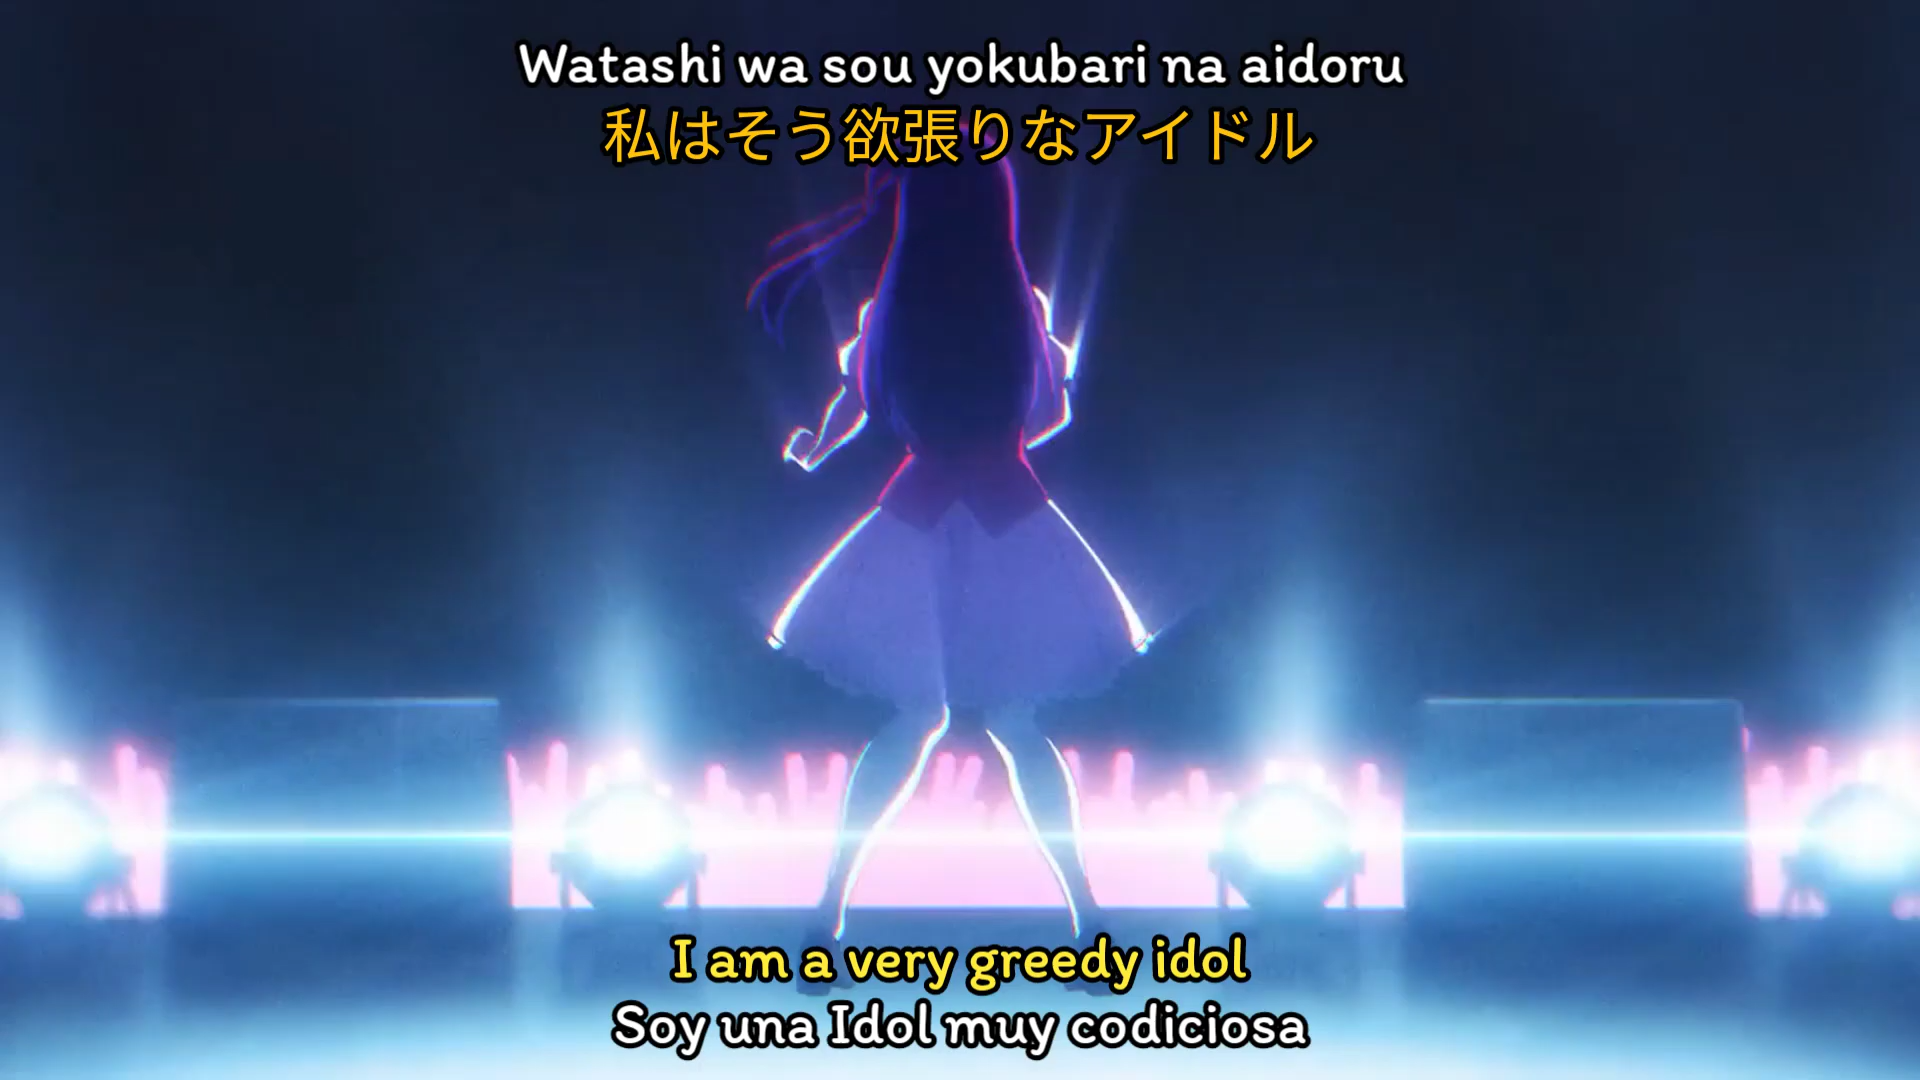 Watashi wa sou yokubari na aidoru
私はそう欲張りなアイドル
I am a very greedy idol
Soy una Idol muy codiciosa